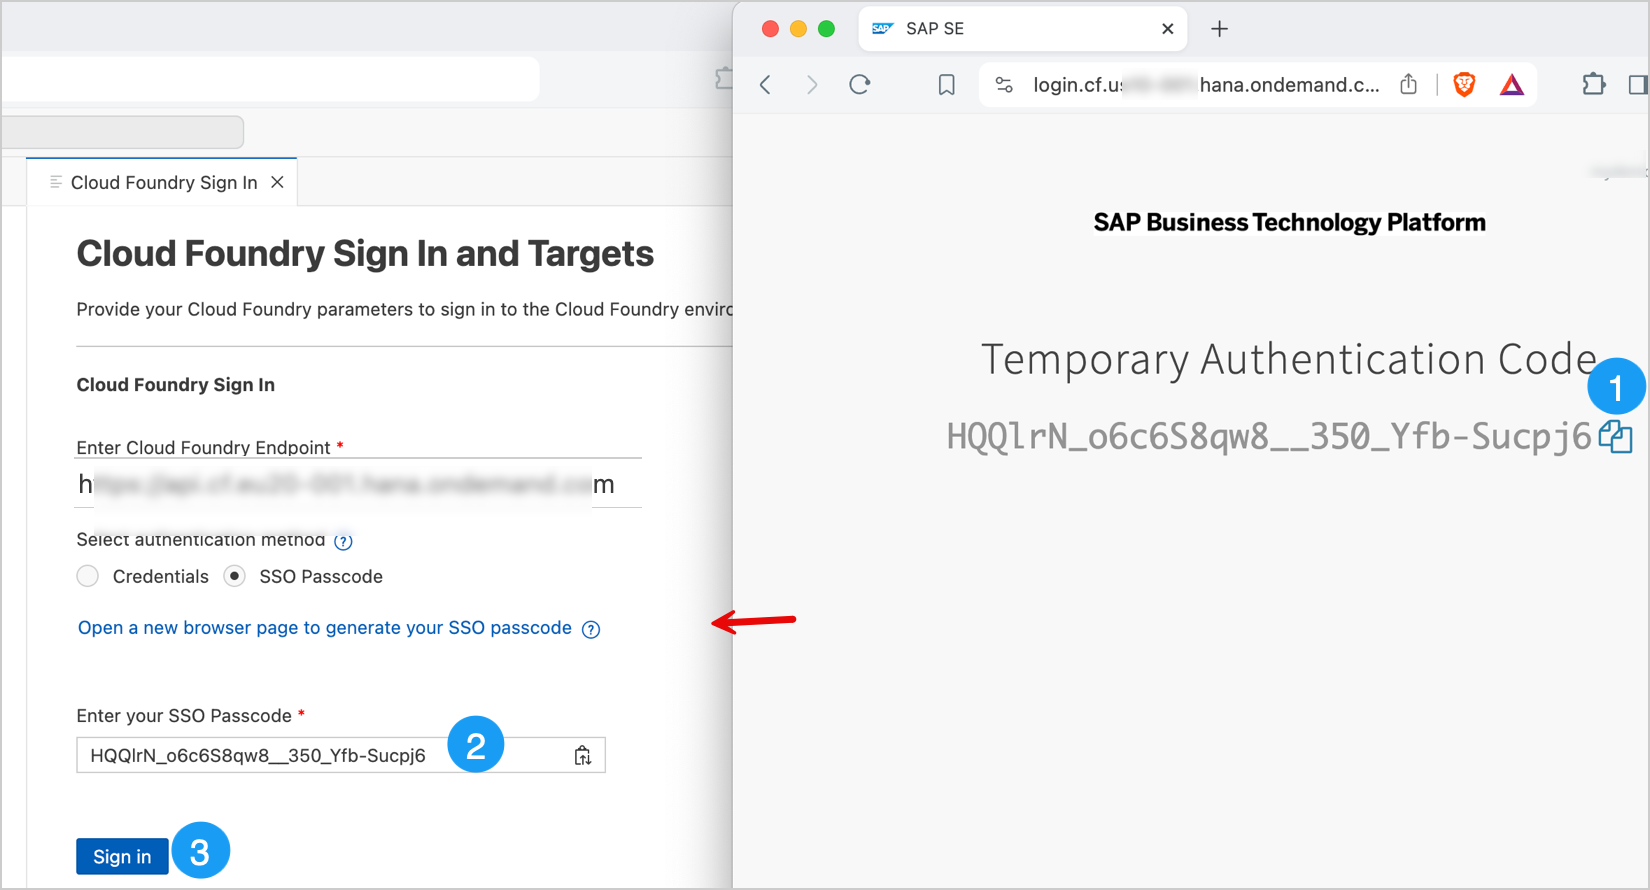 Cloud Foundry Sign In
Cloud Foundry Sign In and Targets
Provide your Cloud Foundry parameters to sign in to the Cloud Foundry
Cloud Foundry Sign In
Enter Cloud Foundry Endpoint *
Select authentication method ?
Credentials SSO Passcode
Open a new browser page to generate your SSO passcode ?
Enter your SSO Passcode *
HQQlrN_o6c6S8qw8__350_Yfb-Sucpj6
2
Sign in
3
SAP SAP SE
login.cf.us hana.ondemand.c...
SAP Business Technology Platform
Temporary Authentication Code
1
HQQlrN_o6c6S8qw8__350_Yfb-Sucpj6